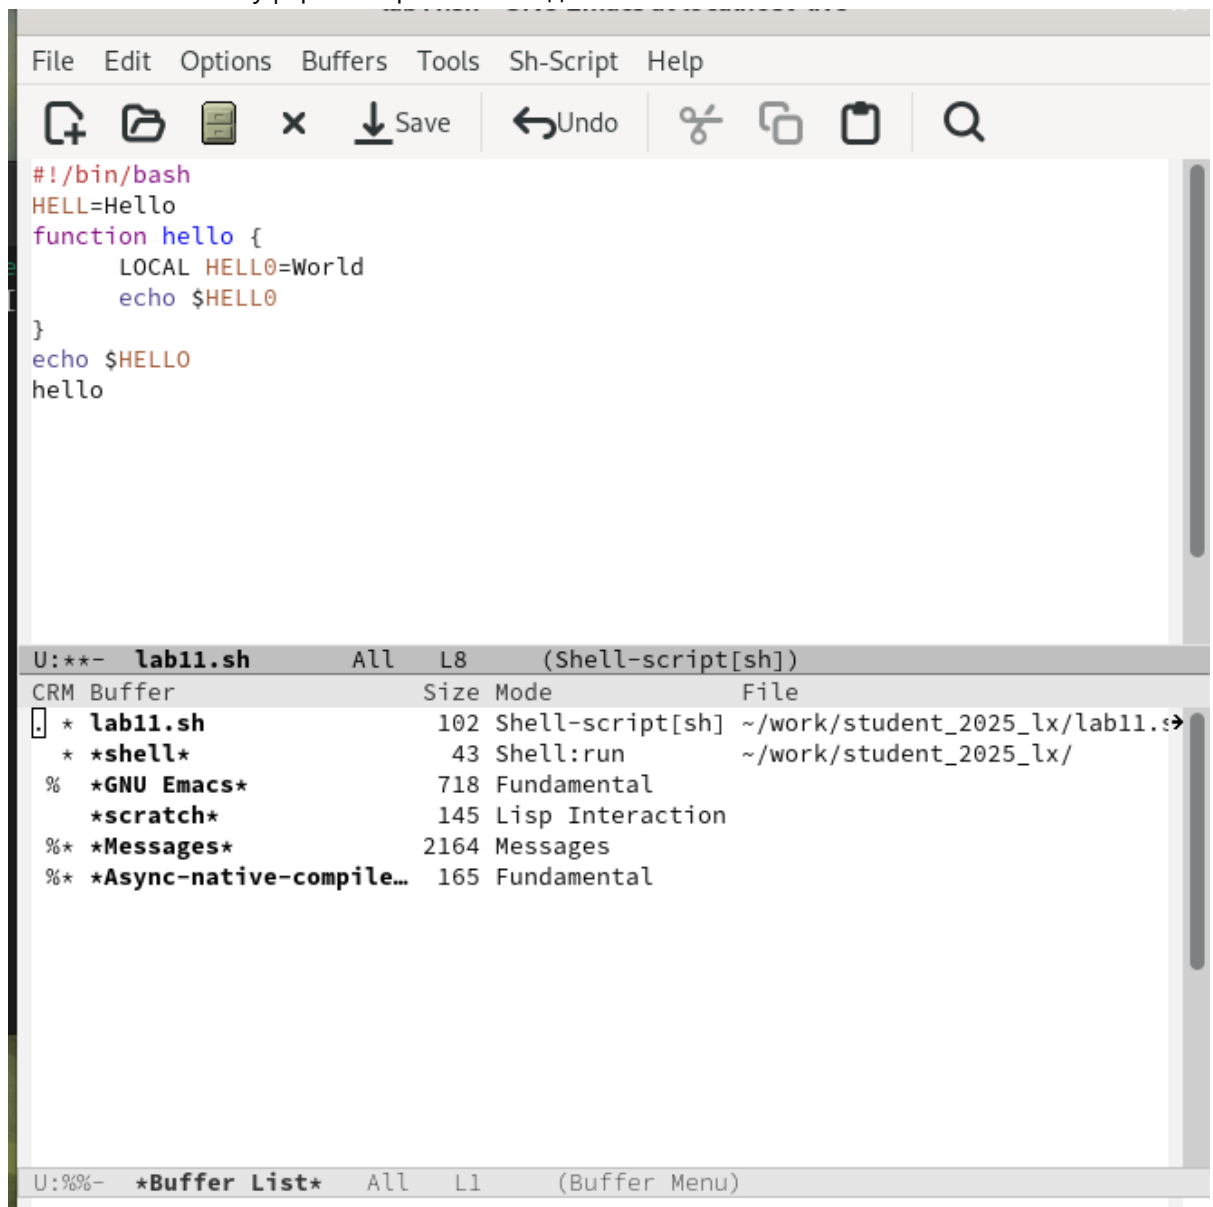 File Edit Options Buffers Tools Sh-Script Help
Save Undo
#!/bin/bash
HELL=Hello
function hello {
LOCAL HELL0=World
echo $HELL0
}
echo $HELLO
hello
U:**- lab11.sh All L8 (Shell-script[sh])
CRM Buffer Size Mode File
. * lab11.sh 102 Shell-script[sh] ~/work/student_2025_lx/lab11.s
* *shell* 43 Shell:run ~/work/student_2025_lx/
% *GNU Emacs* 718 Fundamental
*scratch* 145 Lisp Interaction
%* *Messages* 2164 Messages
%* *Async-native-compile… 165 Fundamental
U:%%- *Buffer List* All L1 (Buffer Menu)